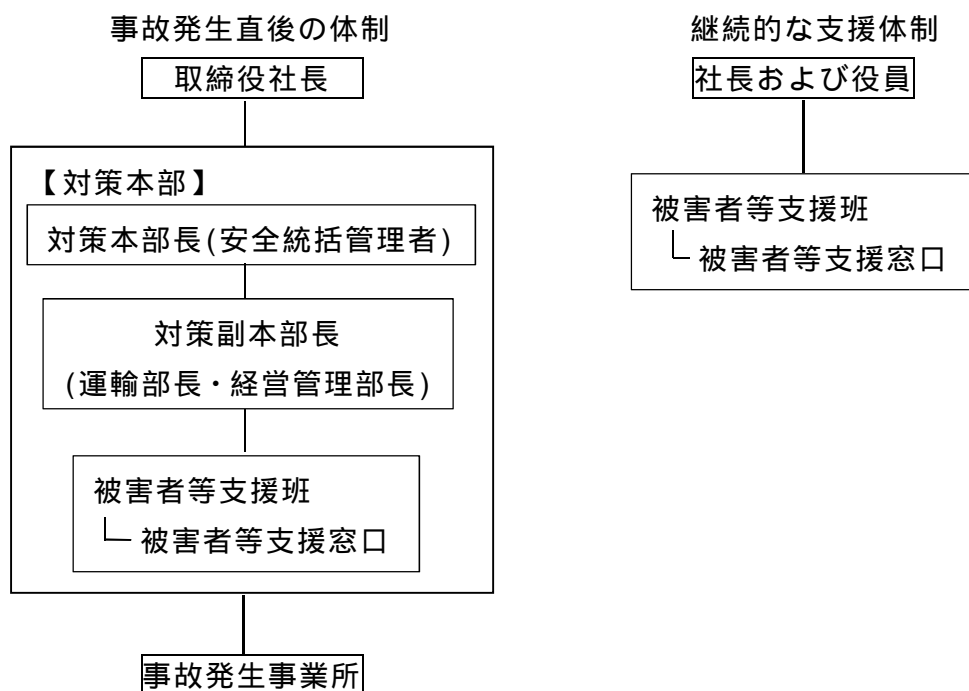 事故発生直後の体制
取締役社長
【対策本部】
対策本部長(安全統括管理者)
対策副本部長
(運輸部長・経営管理部長)
被害者等支援班
被害者等支援窓口
事故発生事業所
継続的な支援体制
社長および役員
被害者等支援班
被害者等支援窓口